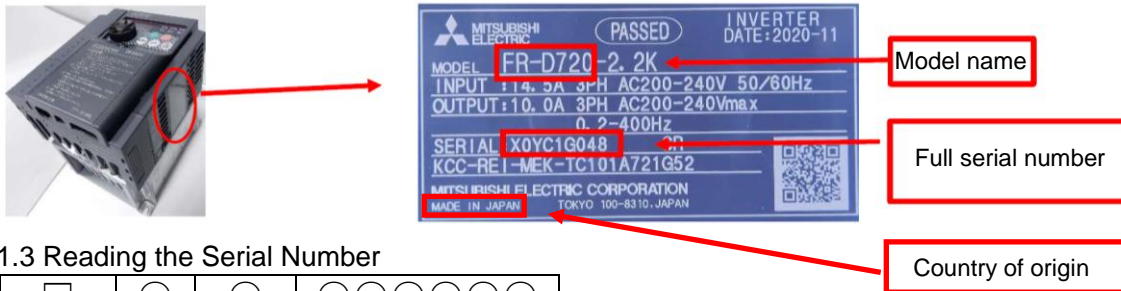 MITSUBISHI
ELECTRIC
PASSED
INVERTER
DATE:2020-11
MODEL FR-D720-2.2K
INPUT :14.5A 3PH AC200-240V 50/60Hz
OUTPUT:10.0A 3PH AC200-240Vmax
0.2-400Hz
SERIAL X0YC1G048
KCC-REI-MEK-TC101A721G52
MITSUBISHI ELECTRIC CORPORATION
MADE IN JAPAN TOKYO 100-8310,JAPAN
Model name
Full serial number
Country of origin
1.3 Reading the Serial Number